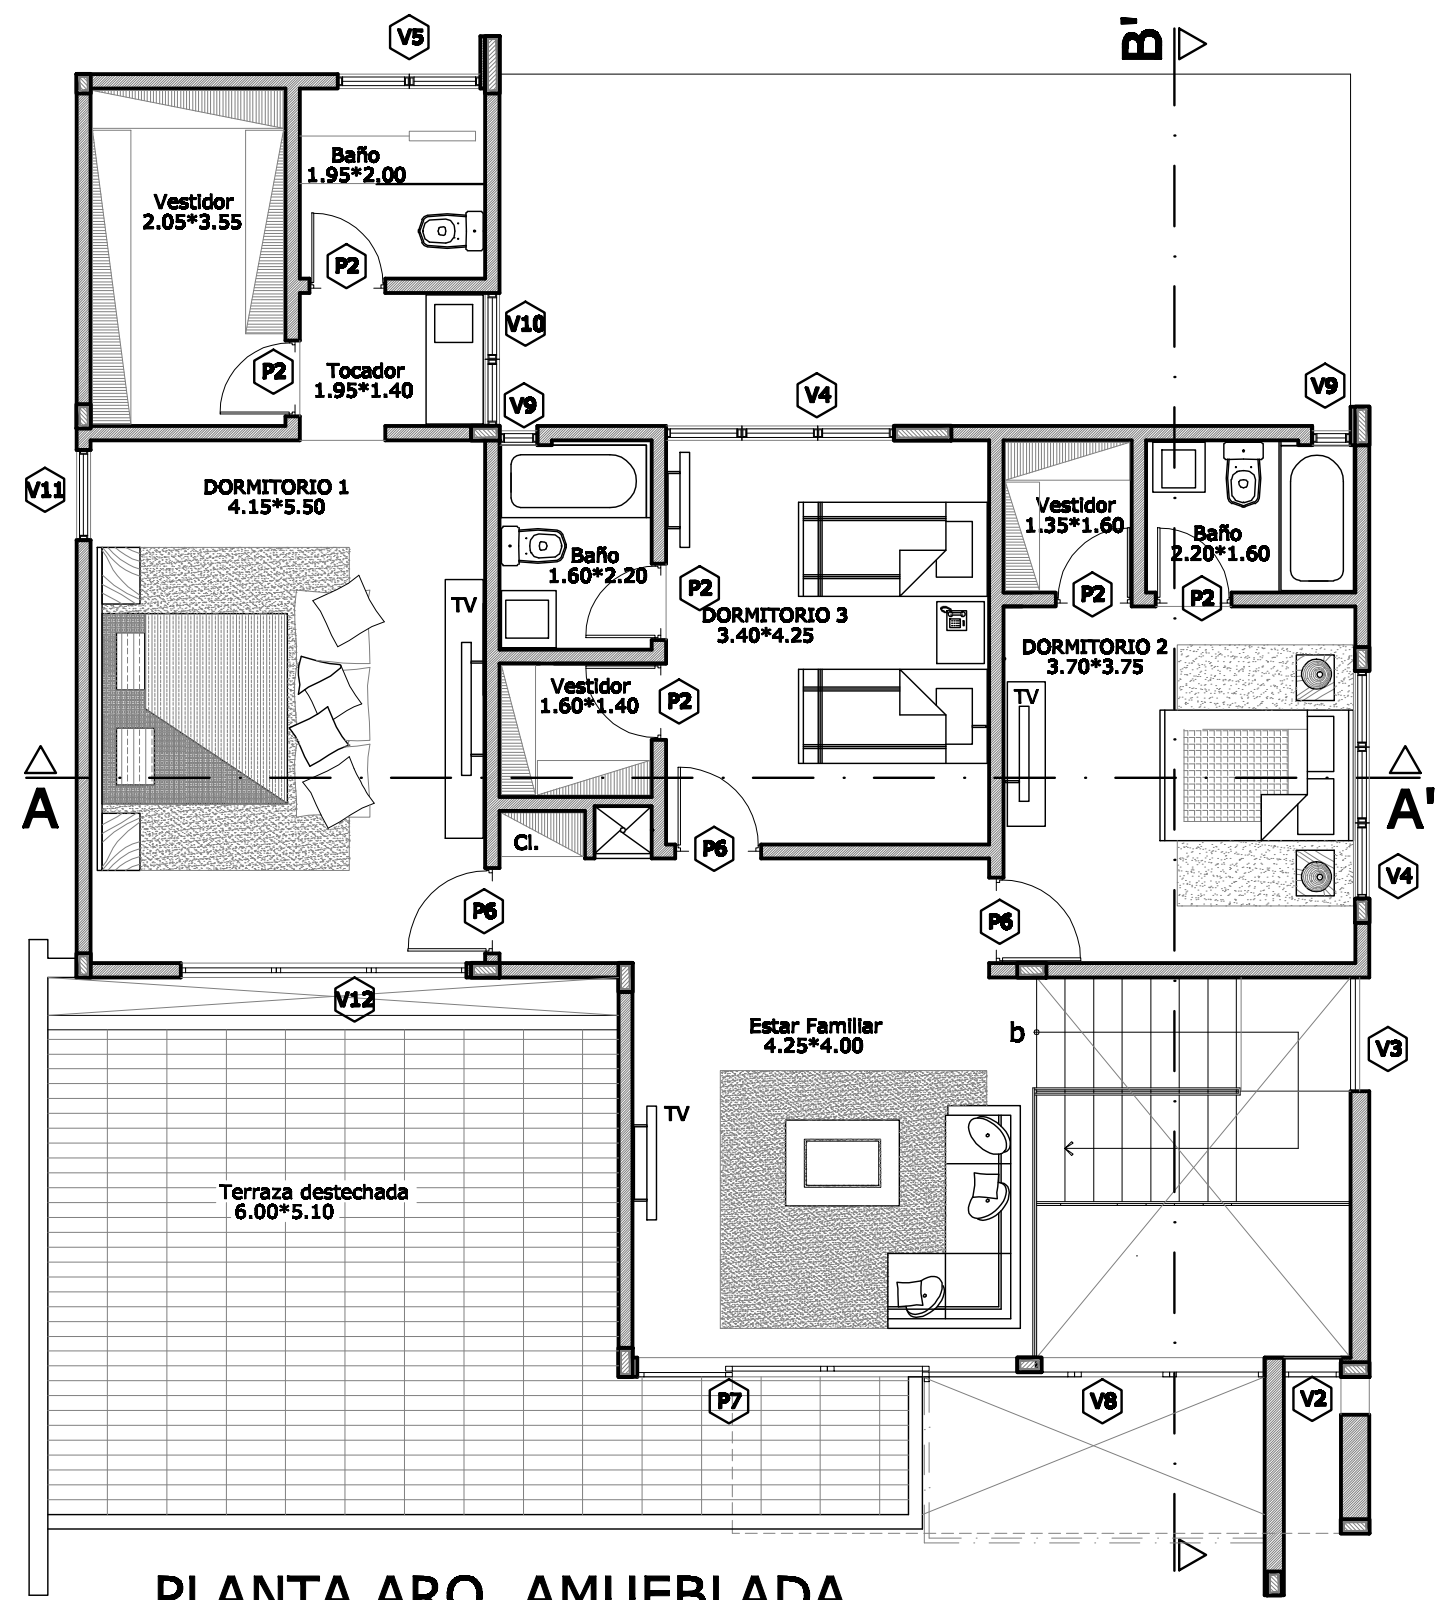 V5
B'
Baño
1.95*2.00
Vestidor
2.05*3.55
P2
V10
P2
Tocador
1.95*1.40
V9
V4
V9
V11
DORMITORIO 1
4.15*5.50
Vestidor
1.35*1.60
Baño
2.20*1.60
Baño
1.60*2.20
P2
P2
P2
TV
DORMITORIO 3
3.40*4.25
DORMITORIO 2
3.70*3.75
Vestidor
1.60*1.40
P2
TV
A
A'
Cl.
P6
V4
P6
P6
V12
Estar Familiar
4.25*4.00
b
V3
TV
Terraza destechada
6.00*5.10
P7
V8
V2
PLANTA ARQ. AMUEBLADA